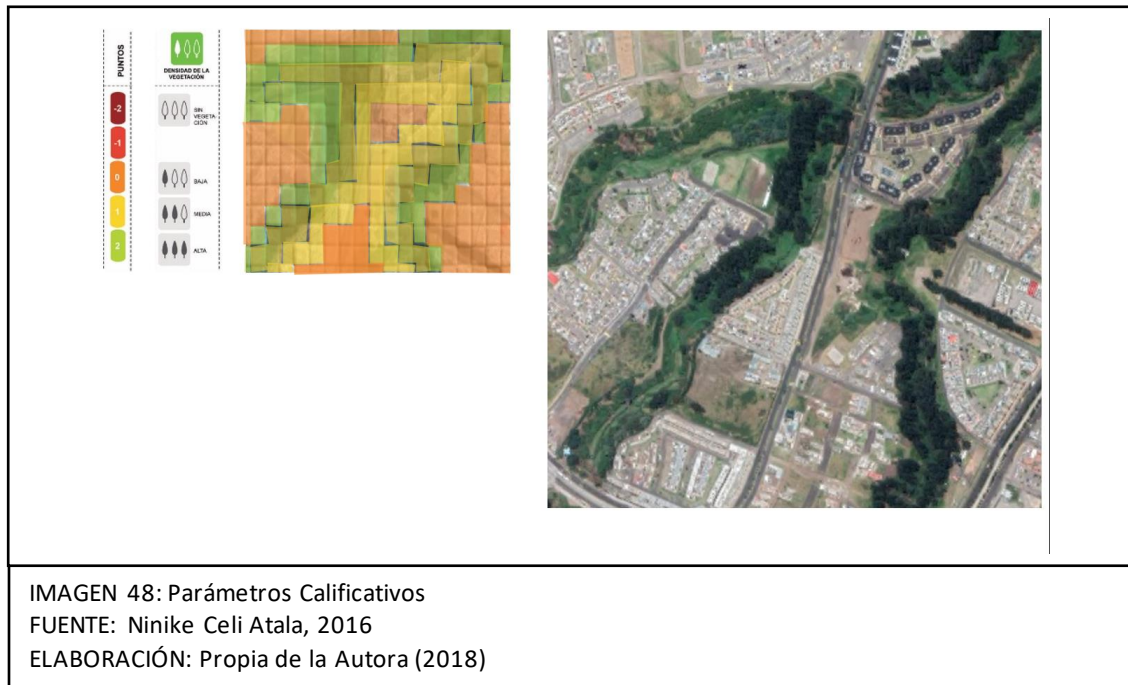 PUNTOS
-2
-1
0
1
2
DENSIDAD DE LA
VEGETACIÓN
SIN
VEGETA
CIÓN
BAJA
MEDIA
ALTA
IMAGEN 48: Parámetros Calificativos
FUENTE: Ninike Celi Atala, 2016
ELABORACIÓN: Propia de la Autora (2018)